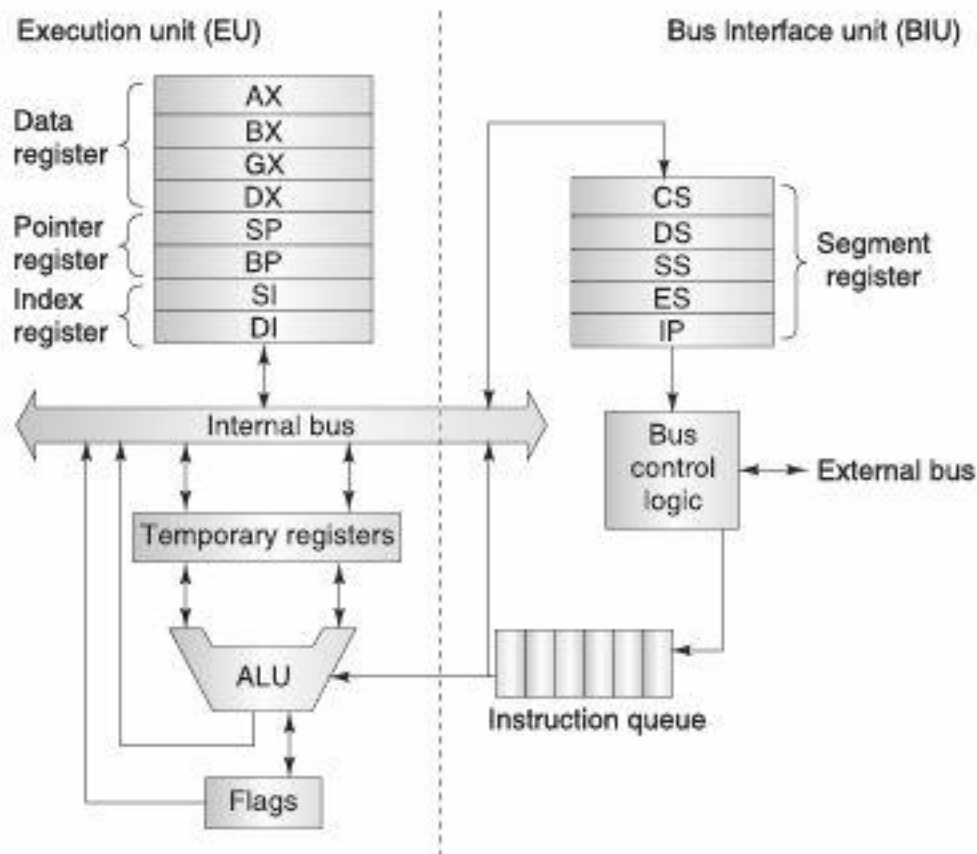 Execution unit (EU)
Bus Interface unit (BIU)
Data
register
Pointer
register
Index
register
AX
BX
GX
DX
SP
BP
SI
DI
CS
DS
SS
ES
IP
Segment
register
Internal bus
Bus
control
logic
External bus
Temporary registers
ALU
Instruction queue
Flags